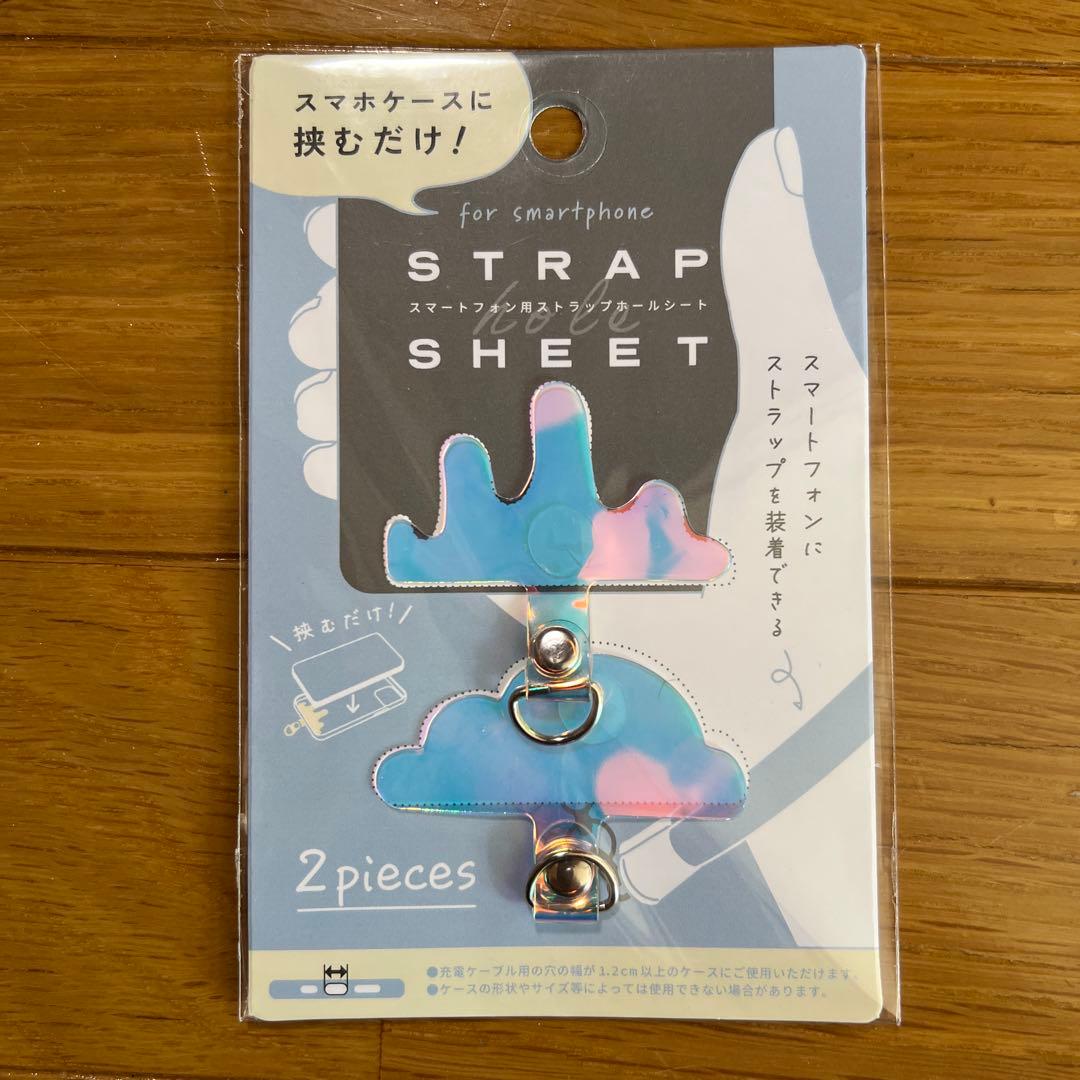 スマホケースに
挟むだけ!
for smartphone
STRAP
hole
スマートフォン用ストラップホールシート
SHEET
スマートフォンに
ストラップを装着できる
挟むだけ!
2pieces
●充電ケーブル用の穴の幅が1.2cm以上のケースにご使用いただけます。
●ケースの形状やサイズ等によっては使用できない場合があります。